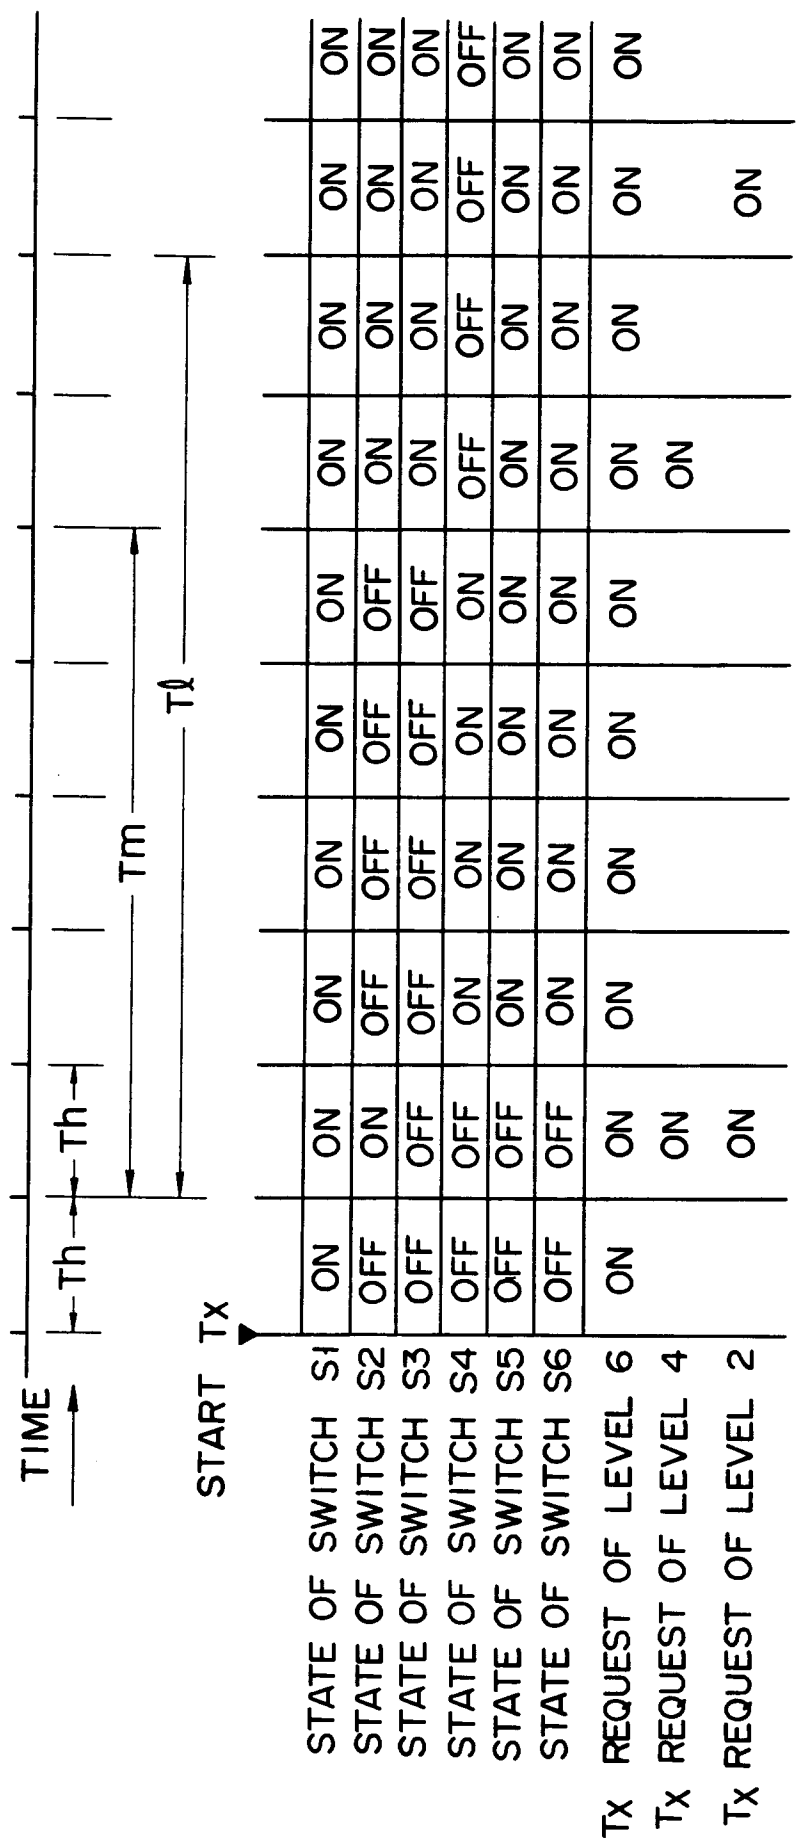 TIME
Th Th
Tm
Tℓ
START Tx
STATE OF SWITCH S1 ON ON ON ON ON ON ON ON ON ON
STATE OF SWITCH S2 OFF ON OFF OFF OFF OFF ON ON ON ON
STATE OF SWITCH S3 OFF OFF OFF OFF OFF OFF ON ON ON ON
STATE OF SWITCH S4 OFF OFF ON ON ON ON OFF OFF OFF OFF
STATE OF SWITCH S5 OFF OFF ON ON ON ON ON ON ON ON
STATE OF SWITCH S6 OFF OFF ON ON ON ON ON ON ON ON
Tx REQUEST OF LEVEL 6 ON ON ON ON ON ON ON ON ON ON
Tx REQUEST OF LEVEL 4 ON ON
Tx REQUEST OF LEVEL 2 ON ON